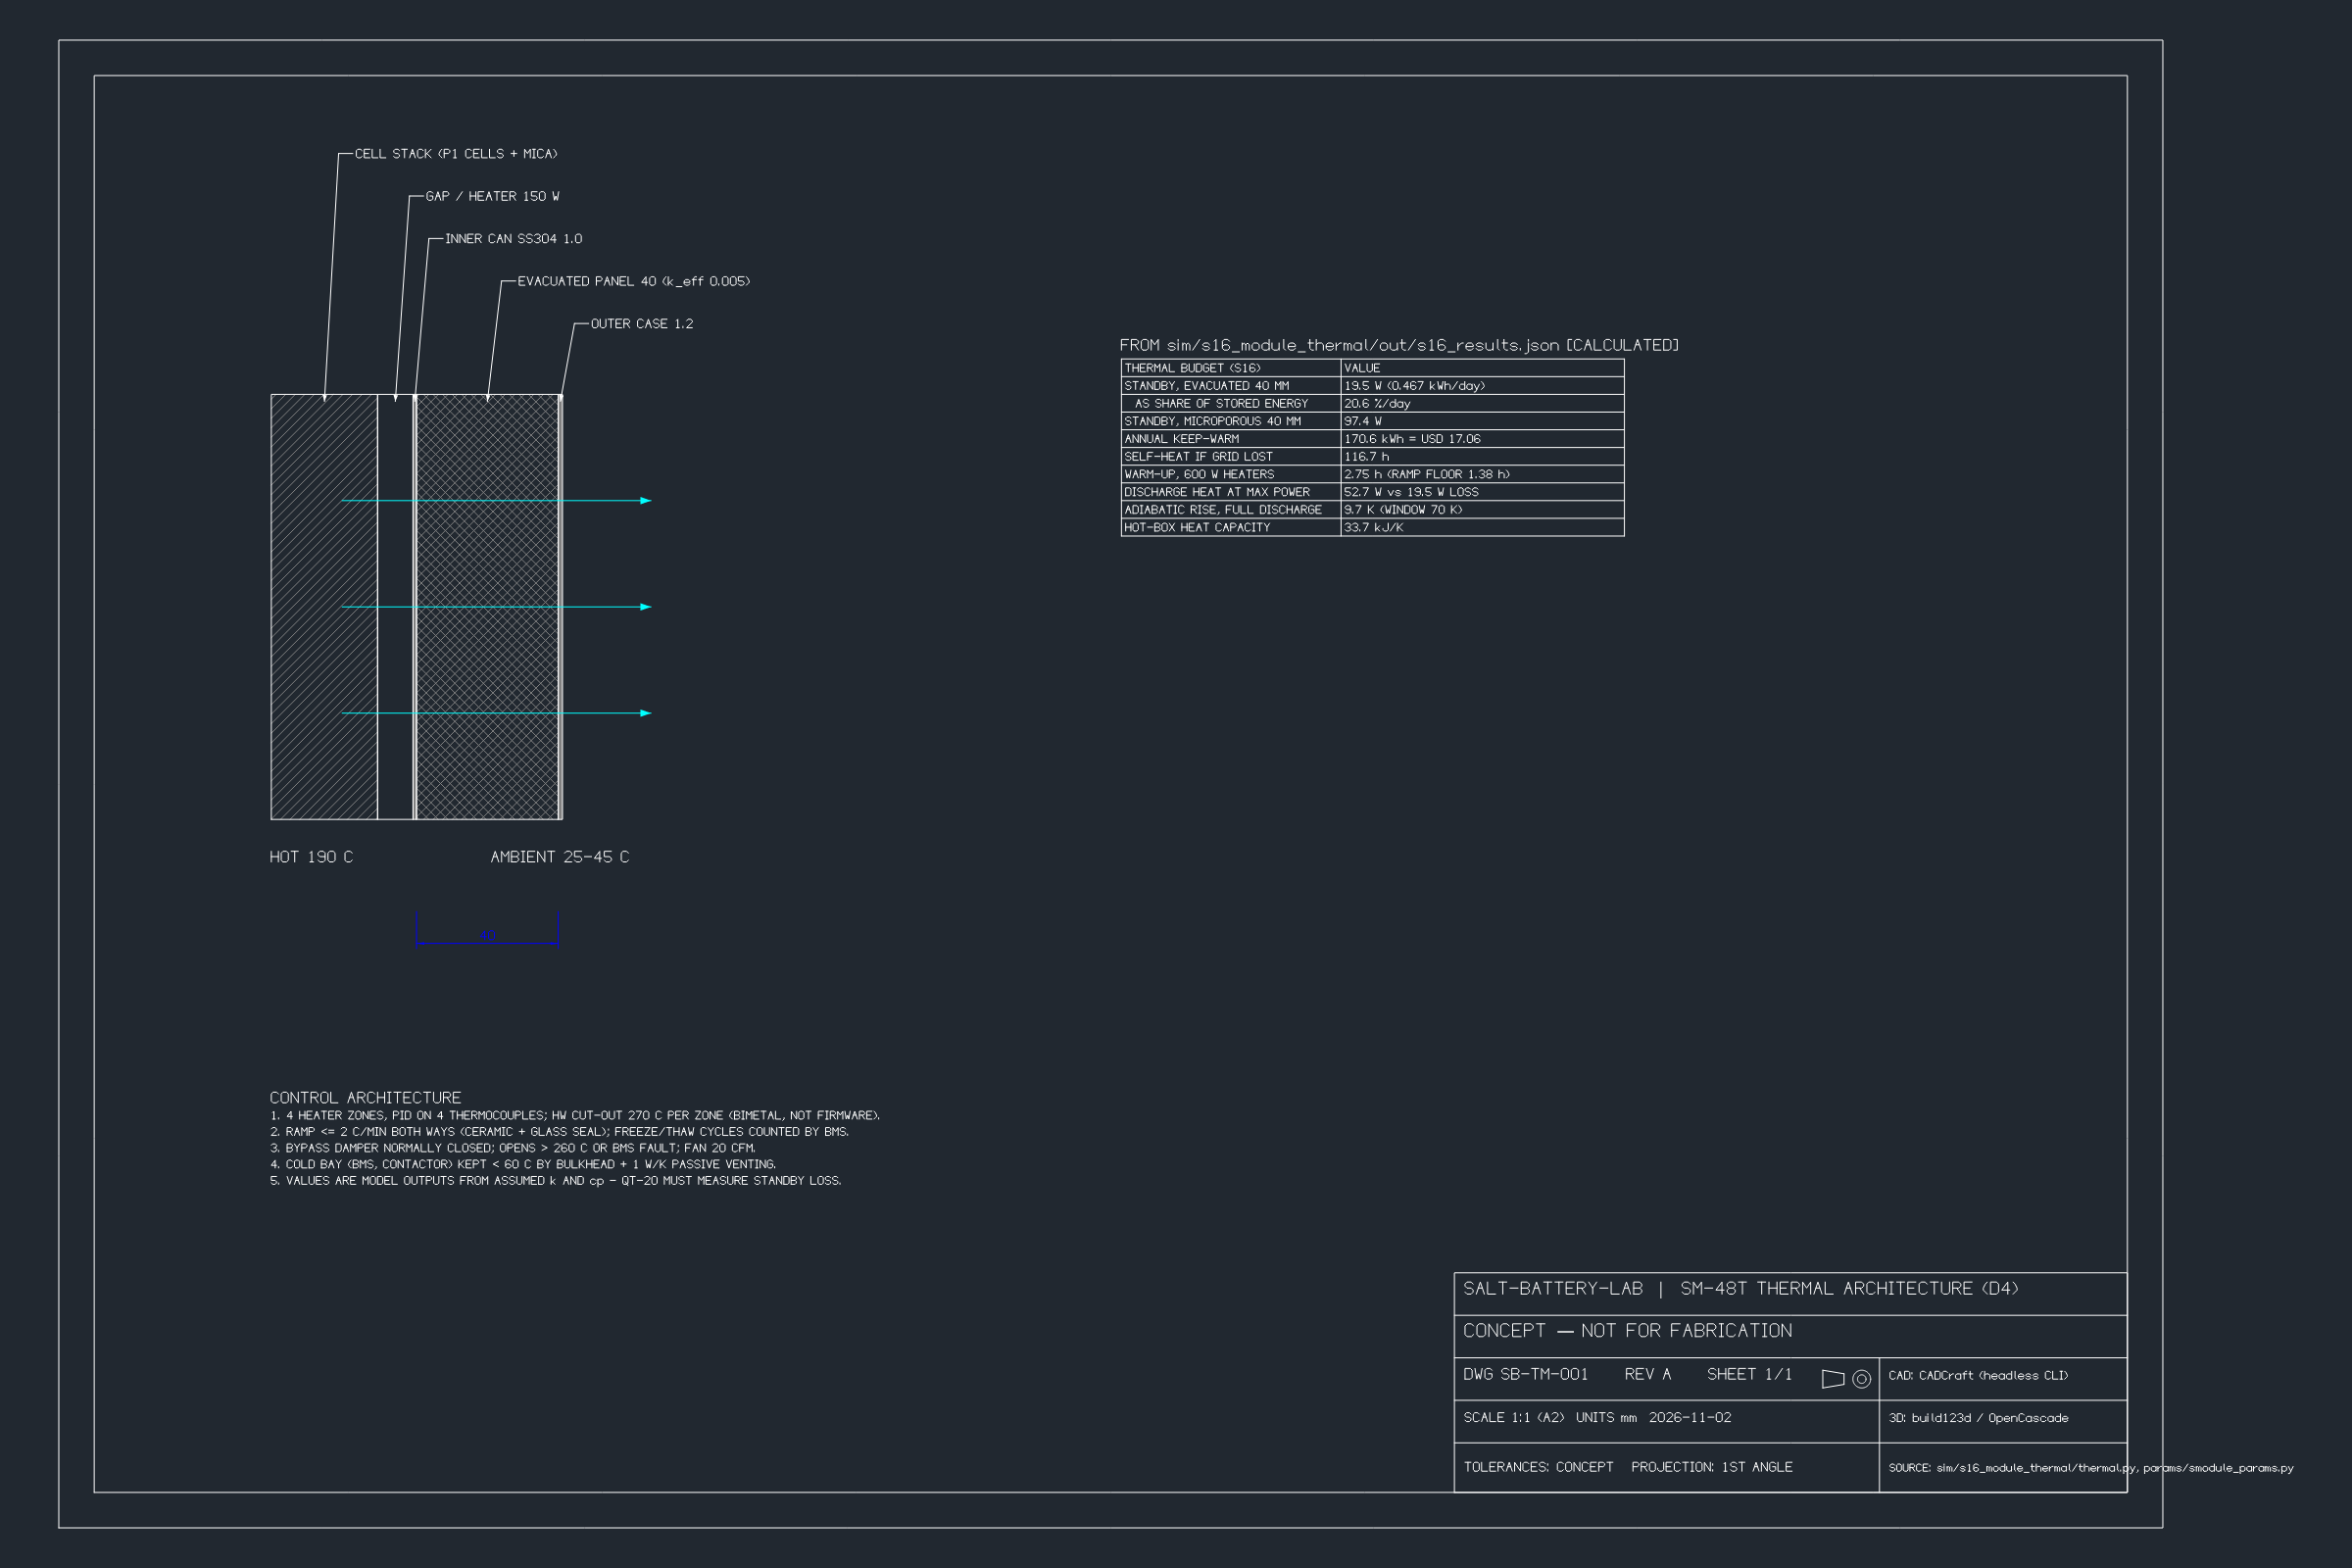 CELL STACK (P1 CELLS + MICA)
GAP / HEATER 150 W
INNER CAN SS304 1.0
EVACUATED PANEL 40 (k_eff 0.005)
OUTER CASE 1.2
HOT 190 C
AMBIENT 25-45 C
40
FROM sim/s16_module_thermal/out/s16_results.json [CALCULATED]
THERMAL BUDGET (S16) VALUE
STANDBY, EVACUATED 40 MM 19.5 W (0.467 kWh/day)
AS SHARE OF STORED ENERGY 20.6 %/day
STANDBY, MICROPOROUS 40 MM 97.4 W
ANNUAL KEEP-WARM 170.6 kWh = USD 17.06
SELF-HEAT IF GRID LOST 116.7 h
WARM-UP, 600 W HEATERS 2.75 h (RAMP FLOOR 1.38 h)
DISCHARGE HEAT AT MAX POWER 52.7 W vs 19.5 W LOSS
ADIABATIC RISE, FULL DISCHARGE 9.7 K (WINDOW 70 K)
HOT-BOX HEAT CAPACITY 33.7 kJ/K
CONTROL ARCHITECTURE
1. 4 HEATER ZONES, PID ON 4 THERMOCOUPLES; HW CUT-OUT 270 C PER ZONE (BIMETAL, NOT FIRMWARE).
2. RAMP <= 2 C/MIN BOTH WAYS (CERAMIC + GLASS SEAL); FREEZE/THAW CYCLES COUNTED BY BMS.
3. BYPASS DAMPER NORMALLY CLOSED; OPENS > 260 C OR BMS FAULT; FAN 20 CFM.
4. COLD BAY (BMS, CONTACTOR) KEPT < 60 C BY BULKHEAD + 1 W/K PASSIVE VENTING.
5. VALUES ARE MODEL OUTPUTS FROM ASSUMED k AND cp - QT-20 MUST MEASURE STANDBY LOSS.
SALT-BATTERY-LAB | SM-48T THERMAL ARCHITECTURE (D4)
CONCEPT — NOT FOR FABRICATION
DWG SB-TM-001 REV A SHEET 1/1
CAD: CADCraft (headless CLI)
SCALE 1:1 (A2) UNITS mm 2026-11-02
3D: build123d / OpenCascade
TOLERANCES: CONCEPT PROJECTION: 1ST ANGLE
SOURCE: sim/s16_module_thermal/thermal.py, params/smodule_params.py